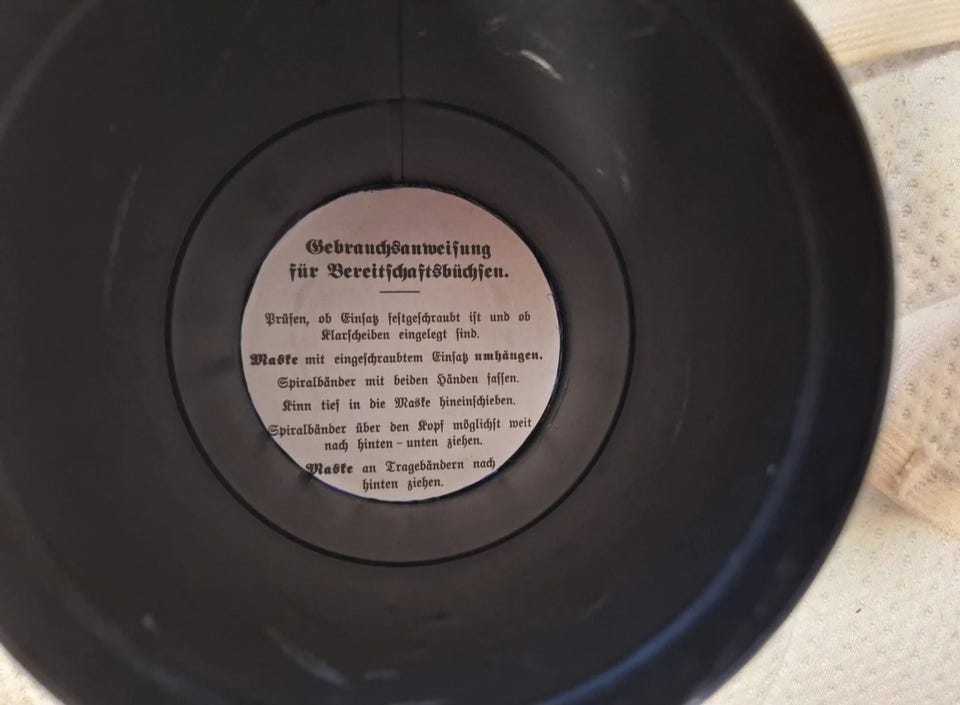 Gebrauchsanweisung
für Bereitschaftsbüchsen.
Prüfen, ob Einsatz festgeschraubt ist und ob
Klarscheiben eingelegt sind.
Maske mit eingeschraubtem Einsatz umhängen.
Spiralbänder mit beiden Händen fassen.
Kinn tief in die Maske hineinschieben.
Spiralbänder über den Kopf möglichst weit
nach hinten - unten ziehen.
Maske an Tragebändern nach
hinten ziehen.